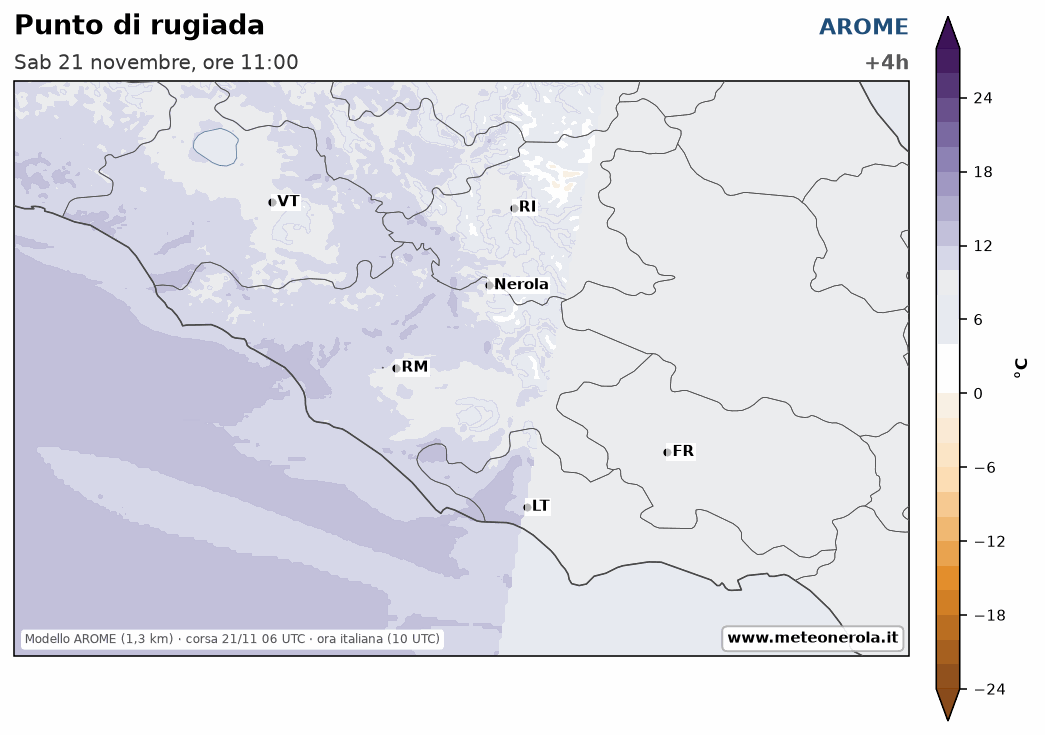 Punto di rugiada
AROME
Sab 21 novembre, ore 11:00
+4h
VT
RI
Nerola
RM
FR
LT
24
18
12
6
0
−6
−12
−18
−24
°C
Modello AROME (1,3 km) · corsa 21/11 06 UTC · ora italiana (10 UTC)
www.meteonerola.it